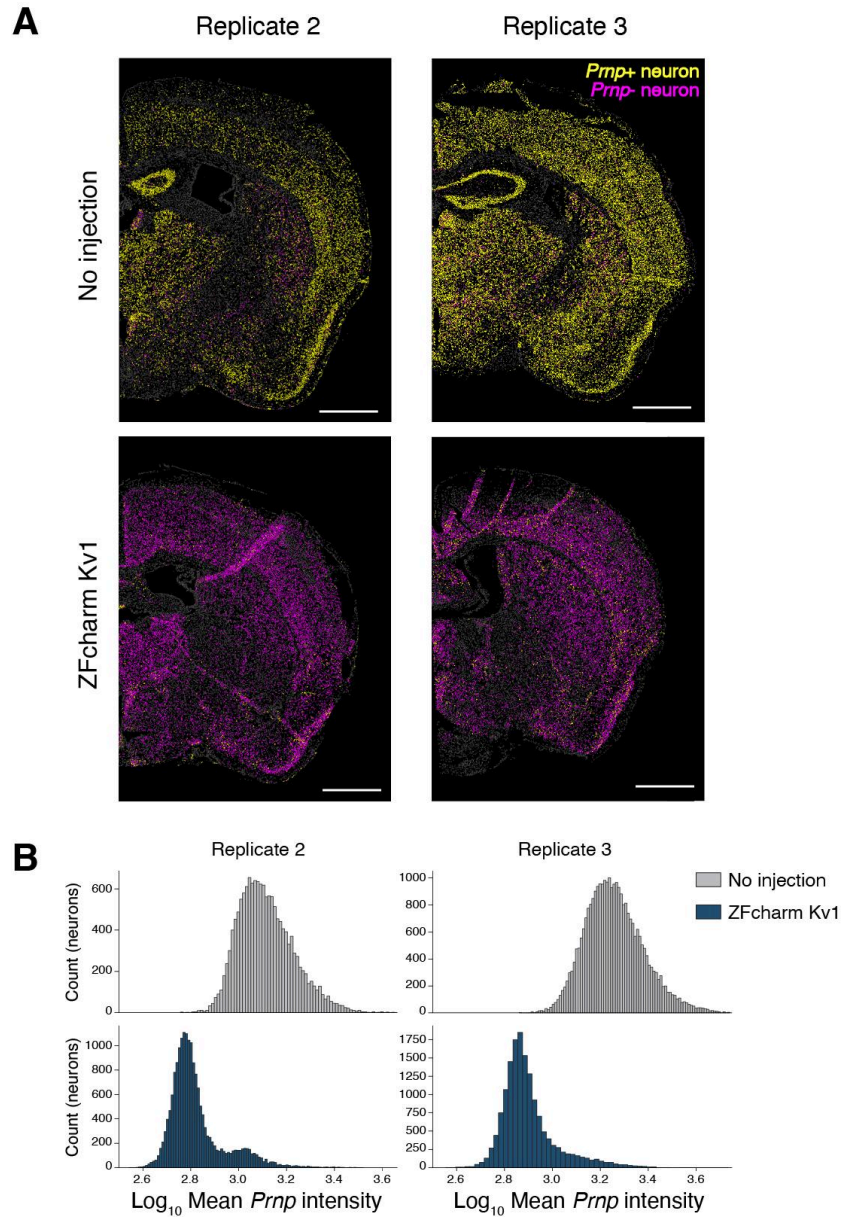 A
Replicate 2
Replicate 3
No injection
Prnp+ neuron
Prnp- neuron
ZFcharm Kv1
B
Replicate 2
Replicate 3
Count (neurons)
600
400
200
0
1000
800
600
400
200
0
No injection
ZFcharm Kv1
Count (neurons)
1000
800
600
400
200
0
1750
1500
1250
1000
750
500
250
0
2.6 2.8 3.0 3.2 3.4 3.6
2.6 2.8 3.0 3.2 3.4 3.6
Log₁₀ Mean Prnp intensity
Log₁₀ Mean Prnp intensity